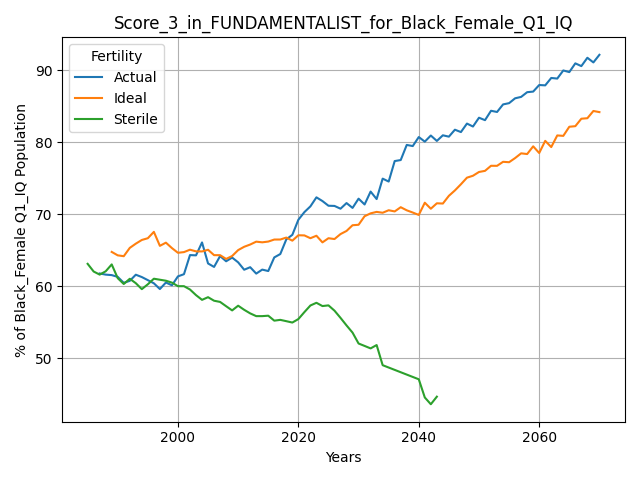 Score_3_in_FUNDAMENTALIST_for_Black_Female_Q1_IQ
Fertility
Actual
Ideal
Sterile
% of Black_Female Q1_IQ Population
90
80
70
60
50
2000
2020
2040
2060
Years